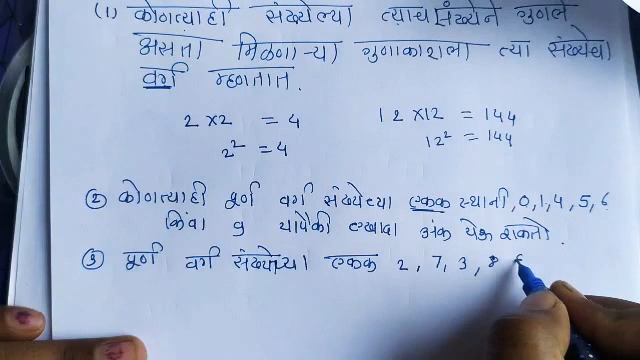 (1) कोणत्याही संख्येला त्याच संख्येने गुणले
असता मिळणाऱ्या गुणाकाराला त्या संख्येचा
वर्ग म्हणतात.
2 × 2 = 4 12 × 12 = 144
2² = 4 12² = 144
② कोणत्याही पूर्ण वर्ग संख्येच्या एकक स्थानी, 0, 1, 4, 5, 6
किंवा 9 यापैकी एखादा अंक येऊ शकतो.
③ पूर्ण वर्ग संख्येच्या एकक 2, 7, 3, 8